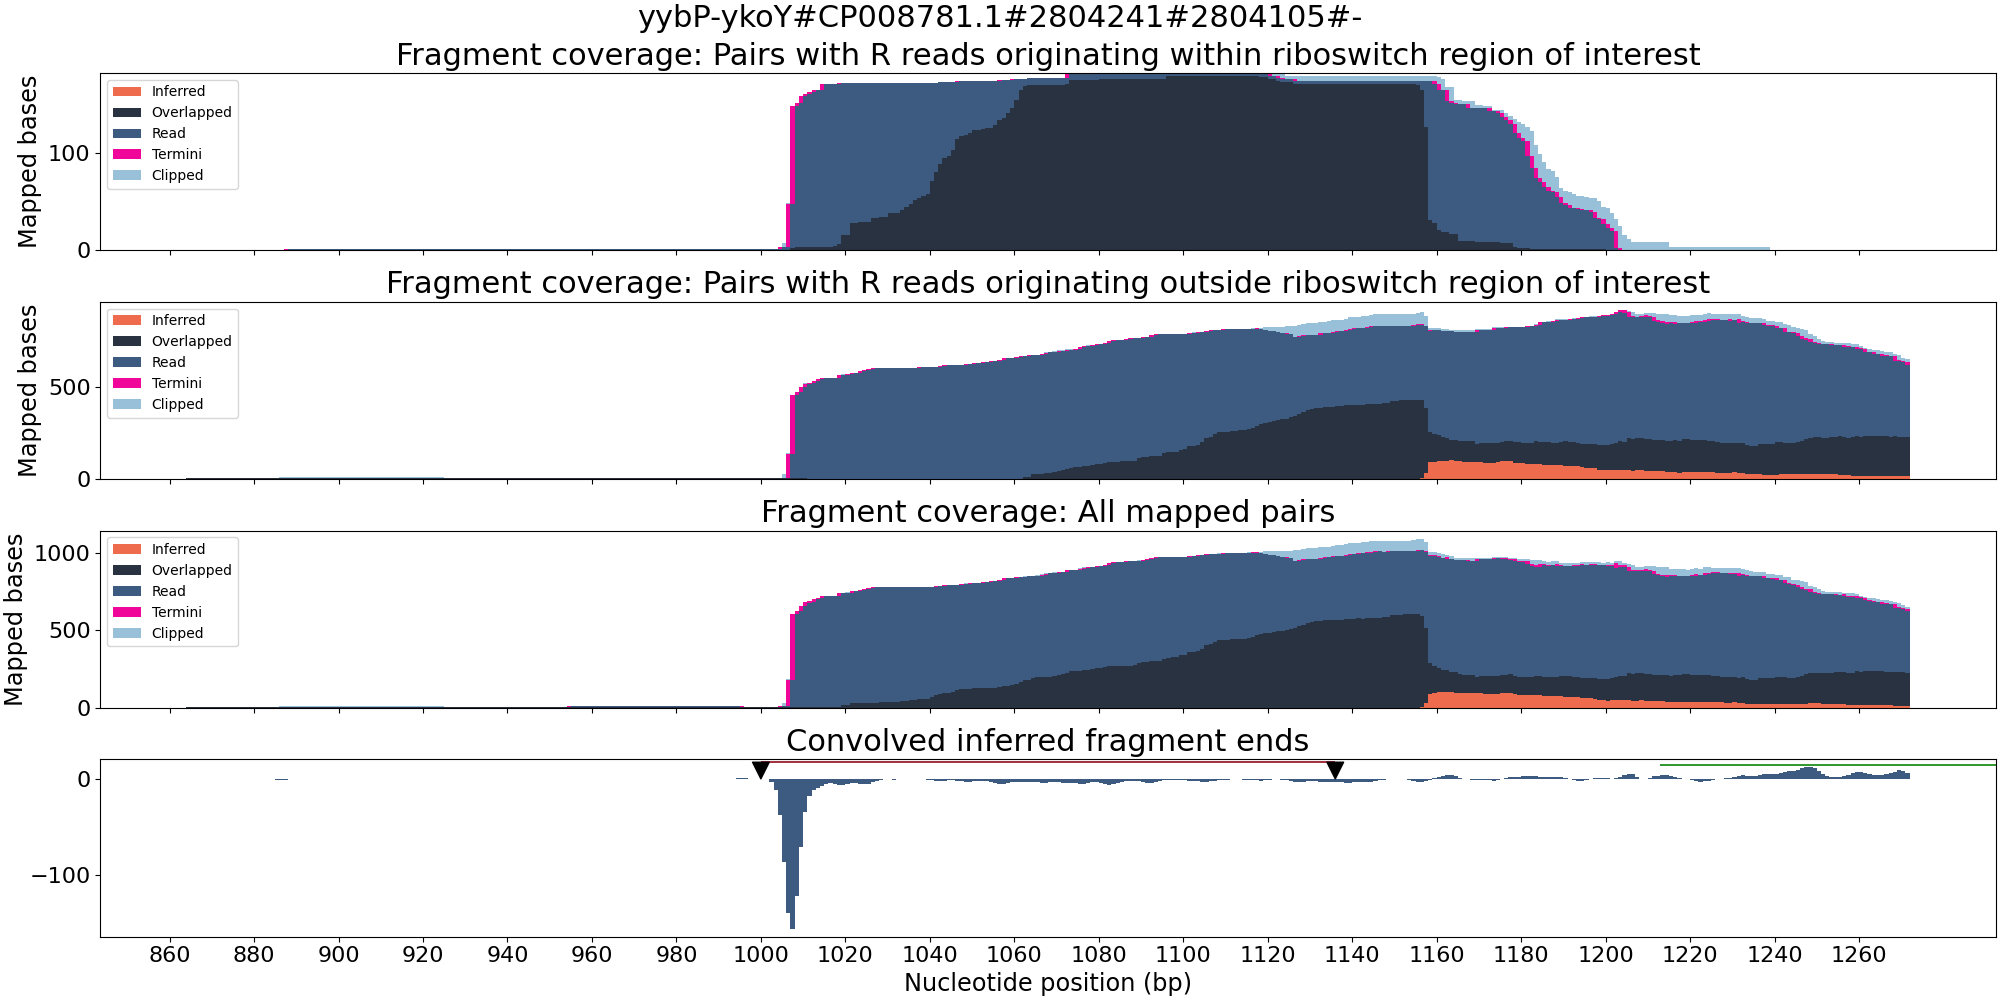 yybP-ykoY#CP008781.1#2804241#2804105#-
Fragment coverage: Pairs with R reads originating within riboswitch region of interest
Mapped bases
100
0
Inferred
Overlapped
Read
Termini
Clipped
Fragment coverage: Pairs with R reads originating outside riboswitch region of interest
Mapped bases
500
0
Inferred
Overlapped
Read
Termini
Clipped
Fragment coverage: All mapped pairs
Mapped bases
1000
500
0
Inferred
Overlapped
Read
Termini
Clipped
Convolved inferred fragment ends
0
−100
860 880 900 920 940 960 980 1000 1020 1040 1060 1080 1100 1120 1140 1160 1180 1200 1220 1240 1260
Nucleotide position (bp)